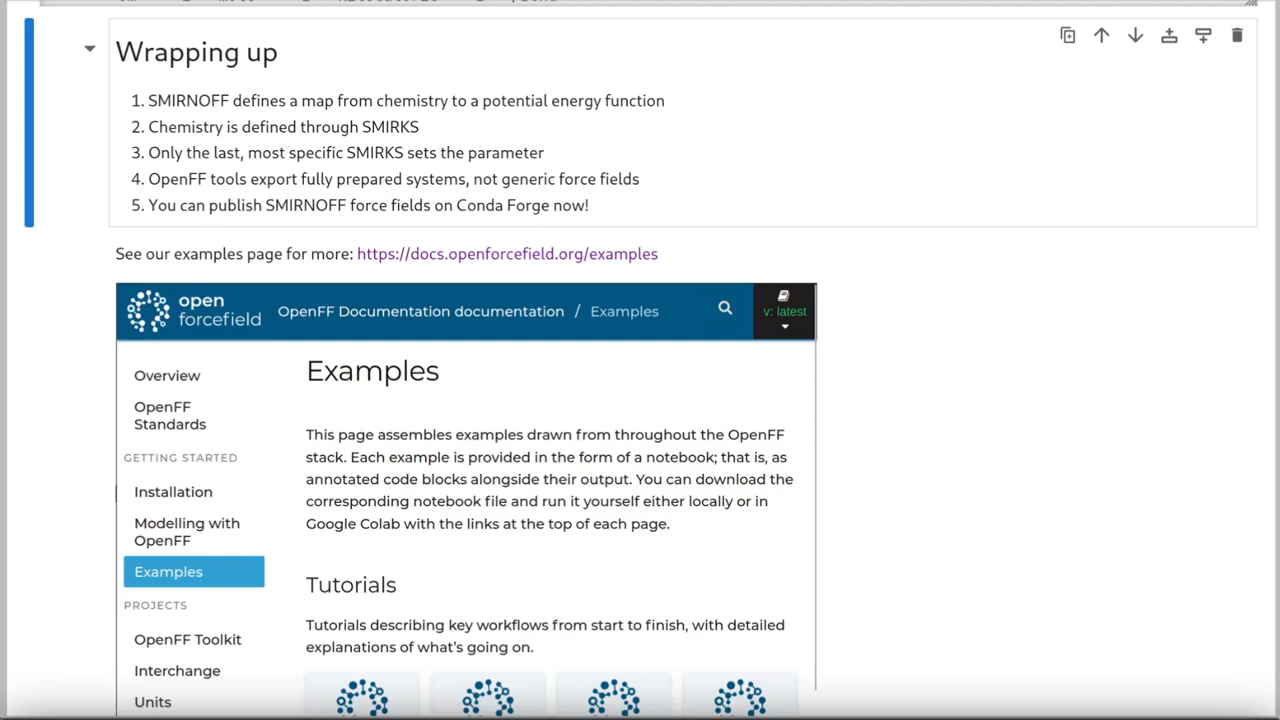 Wrapping up
1. SMIRNOFF defines a map from chemistry to a potential energy function
2. Chemistry is defined through SMIRKS
3. Only the last, most specific SMIRKS sets the parameter
4. OpenFF tools export fully prepared systems, not generic force fields
5. You can publish SMIRNOFF force fields on Conda Forge now!
See our examples page for more: https://docs.openforcefield.org/examples
open
forcefield
OpenFF Documentation documentation / Examples
v: latest
Overview
OpenFF
Standards
GETTING STARTED
Installation
Modelling with
OpenFF
Examples
PROJECTS
OpenFF Toolkit
Interchange
Units
Examples
This page assembles examples drawn from throughout the OpenFF
stack. Each example is provided in the form of a notebook; that is, as
annotated code blocks alongside their output. You can download the
corresponding notebook file and run it yourself either locally or in
Google Colab with the links at the top of each page.
Tutorials
Tutorials describing key workflows from start to finish, with detailed
explanations of what's going on.